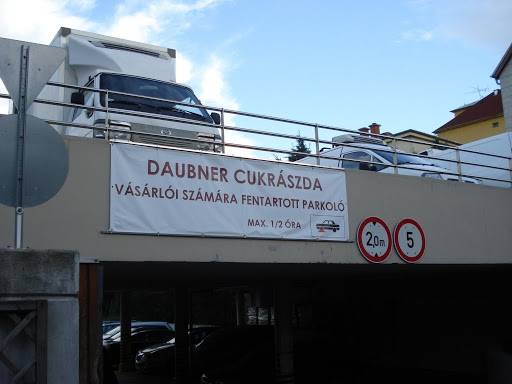 DAUBNER CUKRÁSZDA
VÁSÁRLÓI SZÁMÁRA FENTARTOTT PARKOLÓ
MAX. 1/2 ÓRA
2,0m
5